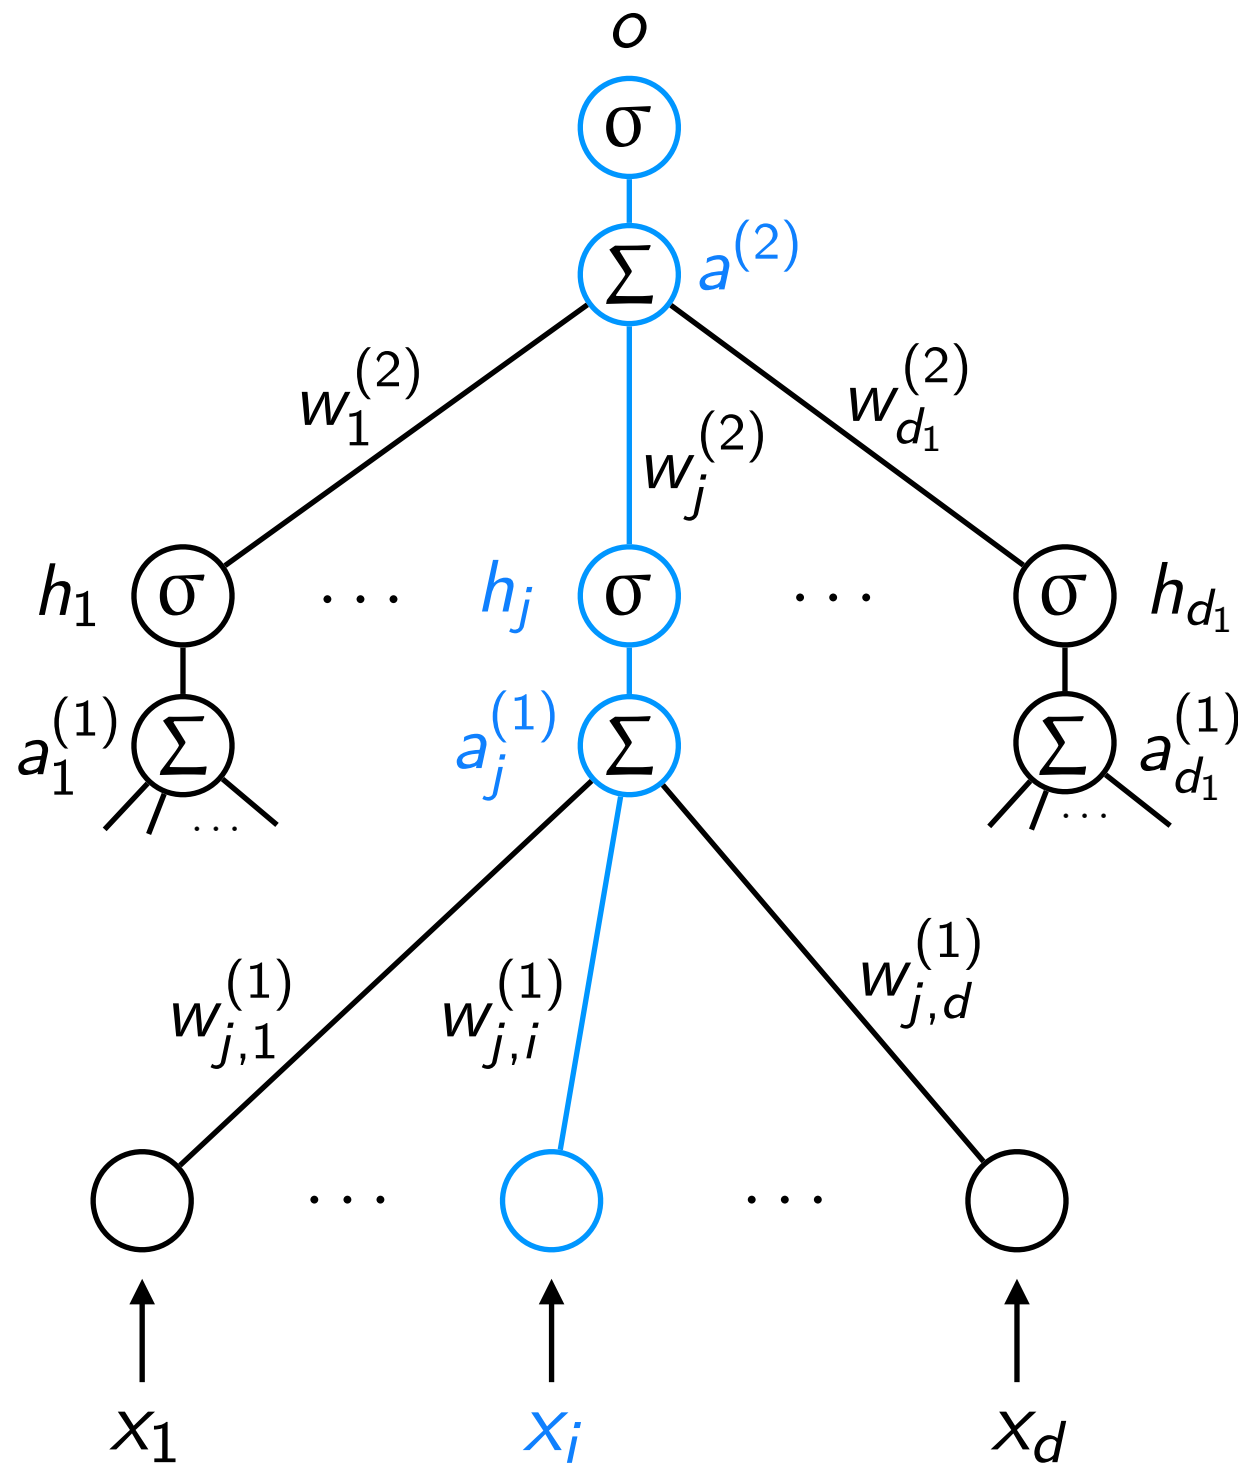 o
σ
Σ a^(2)
w_1^(2) w_j^(2) w_{d_1}^(2)
h_1 σ ... h_j σ ... σ h_{d_1}
a_1^(1) Σ a_j^(1) Σ Σ a_{d_1}^(1)
... ...
w_{j,1}^(1) w_{j,i}^(1) w_{j,d}^(1)
... ...
x_1 x_i x_d